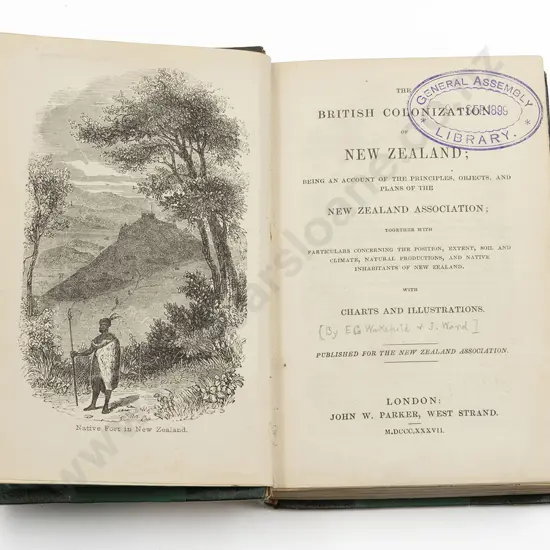 Native Fort in New Zealand.
THE
BRITISH COLONIZATION
OF
NEW ZEALAND;
BEING AN ACCOUNT OF THE PRINCIPLES, OBJECTS, AND
PLANS OF THE
NEW ZEALAND ASSOCIATION;
TOGETHER WITH
PARTICULARS CONCERNING THE POSITION, EXTENT, SOIL AND
CLIMATE, NATURAL PRODUCTIONS, AND NATIVE
INHABITANTS OF NEW ZEALAND.
WITH
CHARTS AND ILLUSTRATIONS.
[By EG Wakefield & J. Ward]
PUBLISHED FOR THE NEW ZEALAND ASSOCIATION.
LONDON:
JOHN W. PARKER, WEST STRAND.
M.DCCC.XXXVII.
GENERAL ASSEMBLY
1899
LIBRARY.